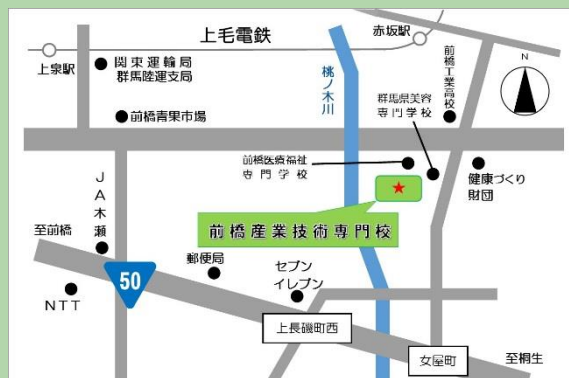 上毛電鉄
赤坂駅
上泉駅
関東運輸局
群馬陸運支局
前橋青果市場
桃ノ木川
前橋工業高校
群馬県美容
専門学校
N
前橋医療福祉
専門学校
健康づくり
財団
JA木瀬
至前橋
前橋産業技術専門校
50
郵便局
セブン
イレブン
NTT
上長磯町西
女屋町
至桐生